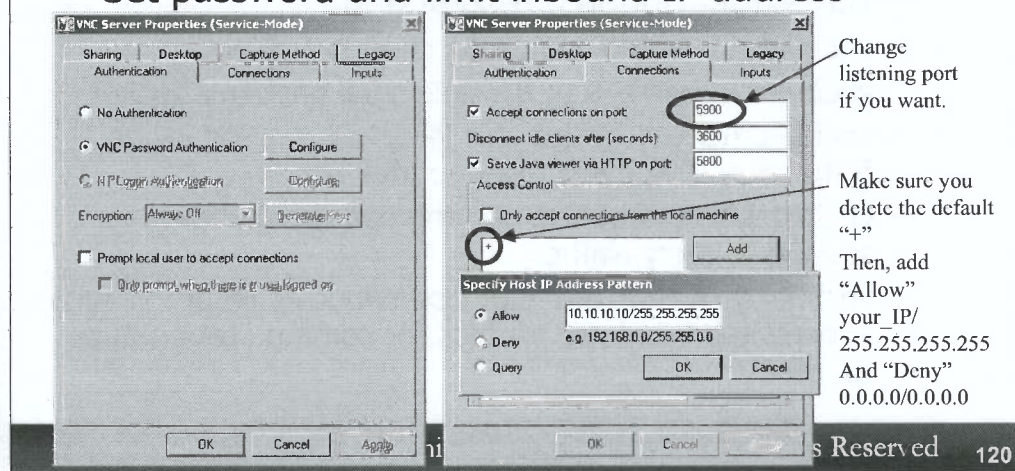 Set password and limit inbound IP address
VNC Server Properties (Service-Mode)
Sharing Desktop Capture Method Legacy
Authentication Connections Inputs
No Authentication
VNC Password Authentication Configure
NT Logon Authentication Configure
Encryption: Always Off Generate Keys
Prompt local user to accept connections
Only prompt when there is a user logged on
OK Cancel Apply
VNC Server Properties (Service-Mode)
Sharing Desktop Capture Method Legacy
Authentication Connections Inputs
Accept connections on port: 5900
Disconnect idle clients after (seconds): 3600
Serve Java viewer via HTTP on port: 5800
Access Control
Only accept connections from the local machine
+ Add
Specify Host IP Address Pattern
Allow 10.10.10.10/255.255.255.255
Deny e.g. 192.168.0.0/255.255.0.0
Query OK Cancel
OK Cancel
Change
listening port
if you want.
Make sure you
delete the default
“+”
Then, add
“Allow”
your_IP/
255.255.255.255
And “Deny”
0.0.0.0/0.0.0.0
s Reserved 120